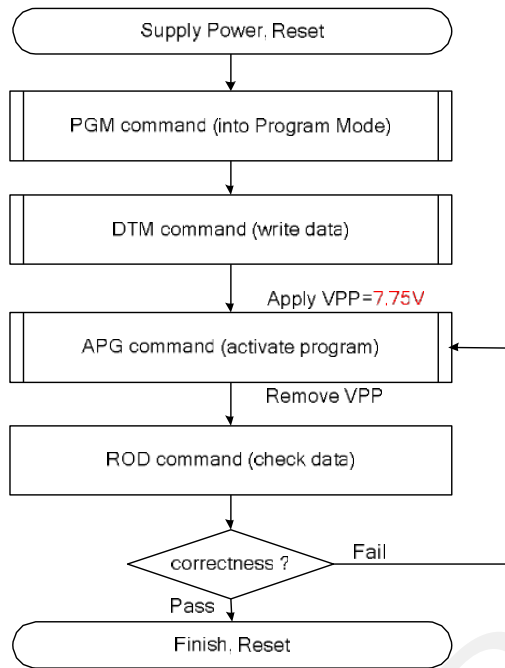 Supply Power, Reset
PGM command (into Program Mode)
DTM command (write data)
Apply VPP=7.75V
APG command (activate program)
Remove VPP
ROD command (check data)
correctness ?
Fail
Pass
Finish, Reset